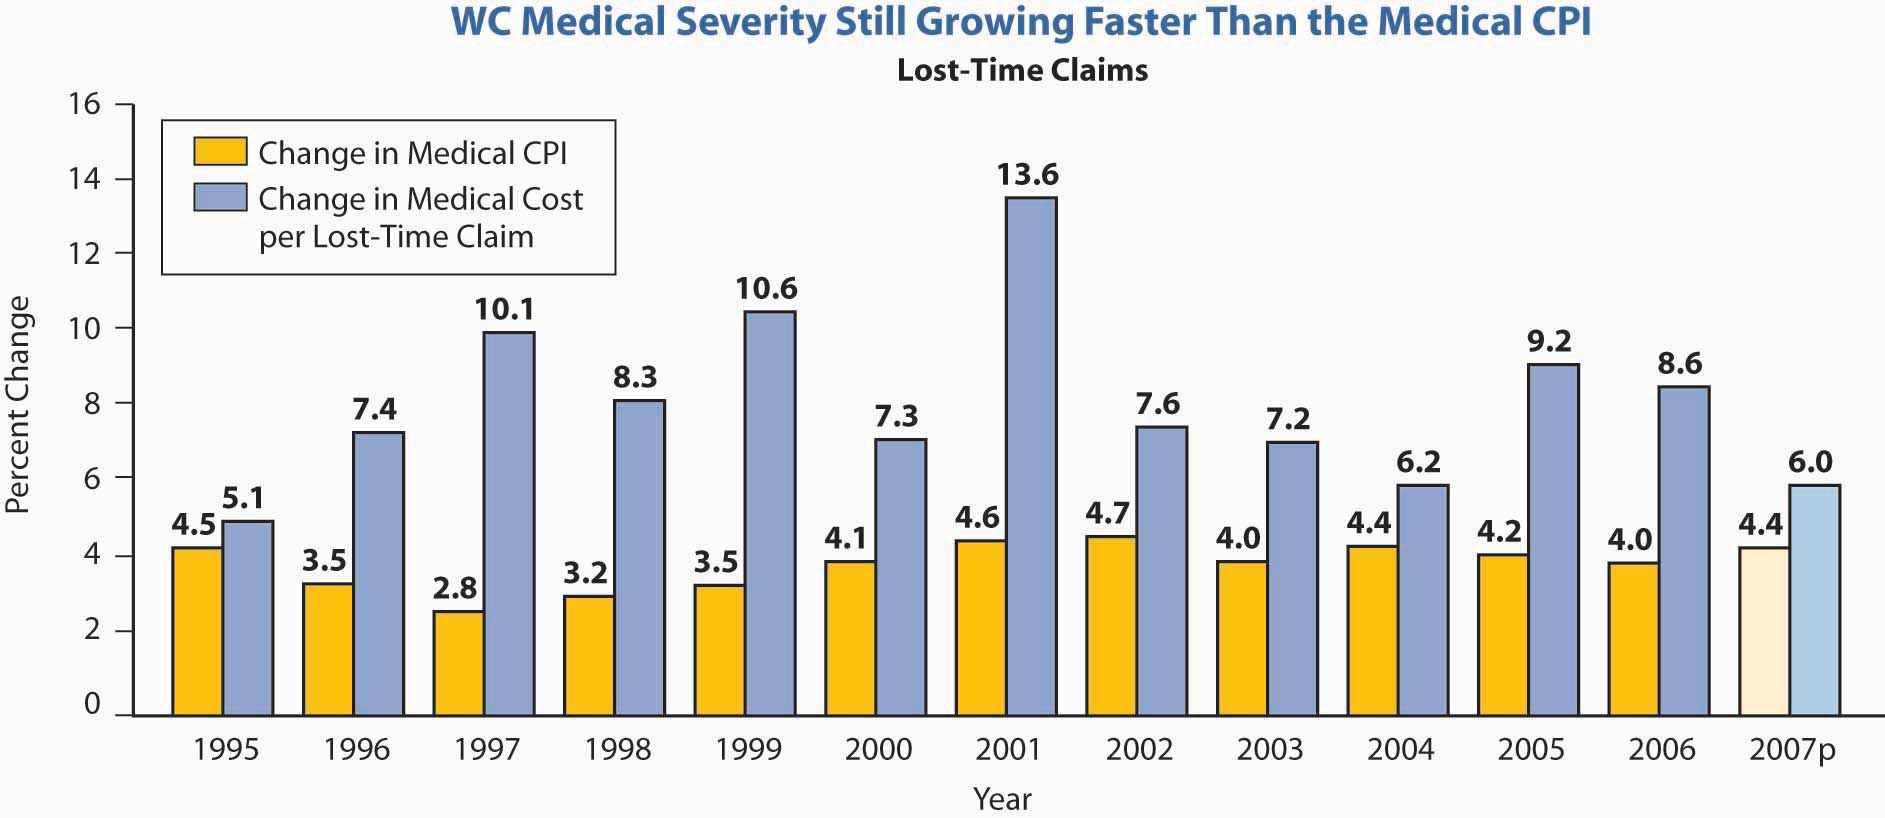 WC Medical Severity Still Growing Faster Than the Medical CPI
Lost-Time Claims
16
14
12
10
8
6
4
2
0
Percent Change
Change in Medical CPI
Change in Medical Cost
per Lost-Time Claim
4.5 5.1
3.5 7.4
2.8 10.1
3.2 8.3
3.5 10.6
4.1 7.3
4.6 13.6
4.7 7.6
4.0 7.2
4.4 6.2
4.2 9.2
4.0 8.6
4.4 6.0
1995 1996 1997 1998 1999 2000 2001 2002 2003 2004 2005 2006 2007p
Year